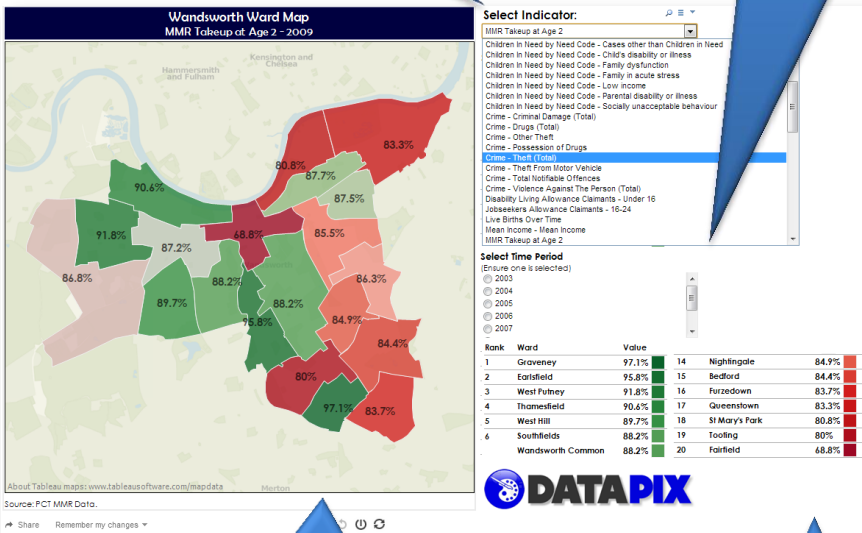 Wandsworth Ward Map
MMR Takeup at Age 2 - 2009
Kensington and
Chelsea
Hammersmith
and Fulham
83.3%
80.8%
87.7%
90.6%
87.5%
91.8%
68.8%
85.5%
87.2%
86.8%
88.2%
86.3%
89.7%
88.2%
95.8%
84.9%
84.4%
80%
97.1%
83.7%
About Tableau maps: www.tableausoftware.com/mapdata
Merton
Source: PCT MMR Data.
Share
Remember my changes
Select Indicator:
MMR Takeup at Age 2
Children In Need by Need Code - Cases other than Children in Need
Children In Need by Need Code - Child's disability or illness
Children In Need by Need Code - Family dysfunction
Children In Need by Need Code - Family in acute stress
Children In Need by Need Code - Low income
Children In Need by Need Code - Parental disability or illness
Children In Need by Need Code - Socially unacceptable behaviour
Crime - Criminal Damage (Total)
Crime - Drugs (Total)
Crime - Other Theft
Crime - Possession of Drugs
Crime - Theft (Total)
Crime - Theft From Motor Vehicle
Crime - Total Notifiable Offences
Crime - Violence Against The Person (Total)
Disability Living Allowance Claimants - Under 16
Jobseekers Allowance Claimants - 16-24
Live Births Over Time
Mean Income - Mean Income
MMR Takeup at Age 2
Select Time Period
(Ensure one is selected)
2003
2004
2005
2006
2007
Rank Ward Value
1 Graveney 97.1% 14 Nightingale 84.9%
2 Earlsfield 95.8% 15 Bedford 84.4%
3 West Putney 91.8% 16 Furzedown 83.7%
4 Thamesfield 90.6% 17 Queenstown 83.3%
5 West Hill 89.7% 18 St Mary's Park 80.8%
6 Southfields 88.2% 19 Tooting 80%
Wandsworth Common 88.2% 20 Fairfield 68.8%
DATAPIX